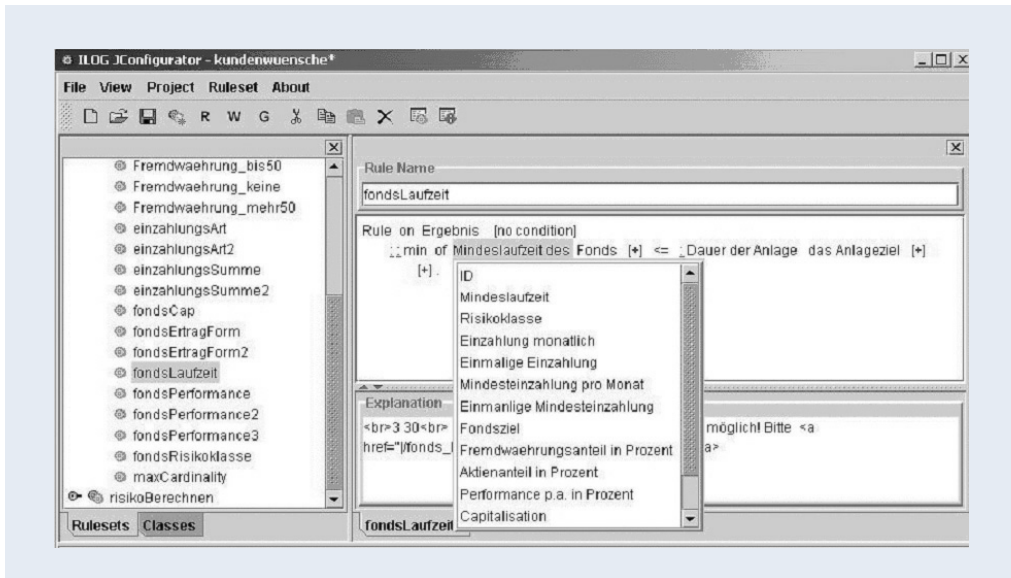 ILOG JConfigurator - kundenwuensche*
File View Project Ruleset About
R W G
Fremdwaehrung_bis50
Fremdwaehrung_keine
Fremdwaehrung_mehr50
einzahlungsArt
einzahlungsArt2
einzahlungsSumme
einzahlungsSumme2
fondsCap
fondsErtragForm
fondsErtragForm2
fondsLaufzeit
fondsPerformance
fondsPerformance2
fondsPerformance3
fondsRisikoklasse
maxCardinality
risikoBerechnen
Rulesets Classes
Rule Name
fondsLaufzeit
Rule on Ergebnis [no condition]
min of Mindeslaufzeit des Fonds [+] <= Dauer der Anlage das Anlageziel [+]
[+] .
ID
Mindeslaufzeit
Risikoklasse
Einzahlung monatlich
Einmalige Einzahlung
Mindesteinzahlung pro Monat
Einmanlige Mindesteinzahlung
Fondsziel
Fremdwaehrungsanteil in Prozent
Aktienanteil in Prozent
Performance p.a. in Prozent
Capitalisation
Explanation
<br>3 30<br> möglich! Bitte <a
href="|/fonds_ a>
fondsLaufzeit